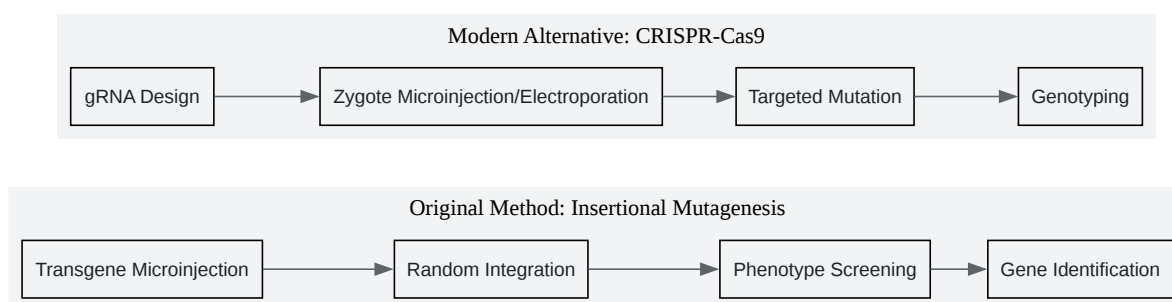 Modern Alternative: CRISPR-Cas9
gRNA Design
Zygote Microinjection/Electroporation
Targeted Mutation
Genotyping
Original Method: Insertional Mutagenesis
Transgene Microinjection
Random Integration
Phenotype Screening
Gene Identification